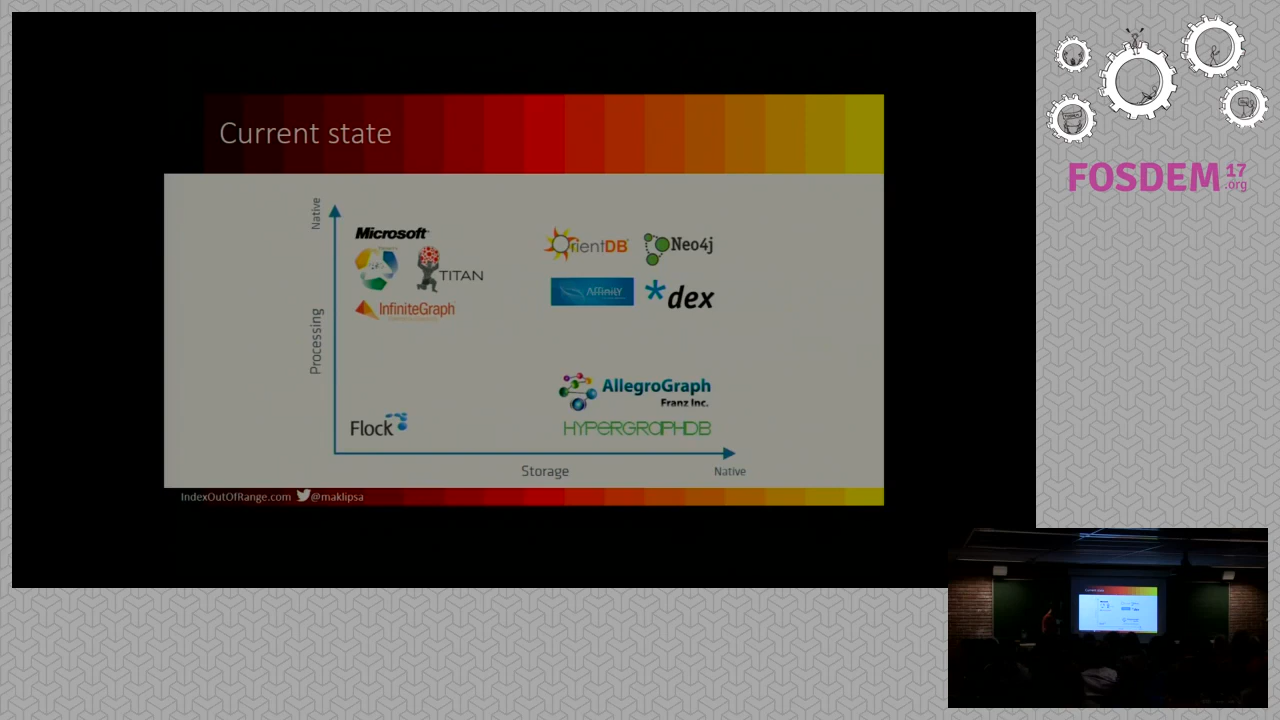 Current state
Native
Microsoft
OrientDB
Neo4j
TITAN
AFFINITY
*dex
InfiniteGraph
Processing
AllegroGraph
Franz Inc.
Flock
HYPERGRAPHDB
Storage
Native
IndexOutOfRange.com @maklipsa
FOSDEM 17
.org